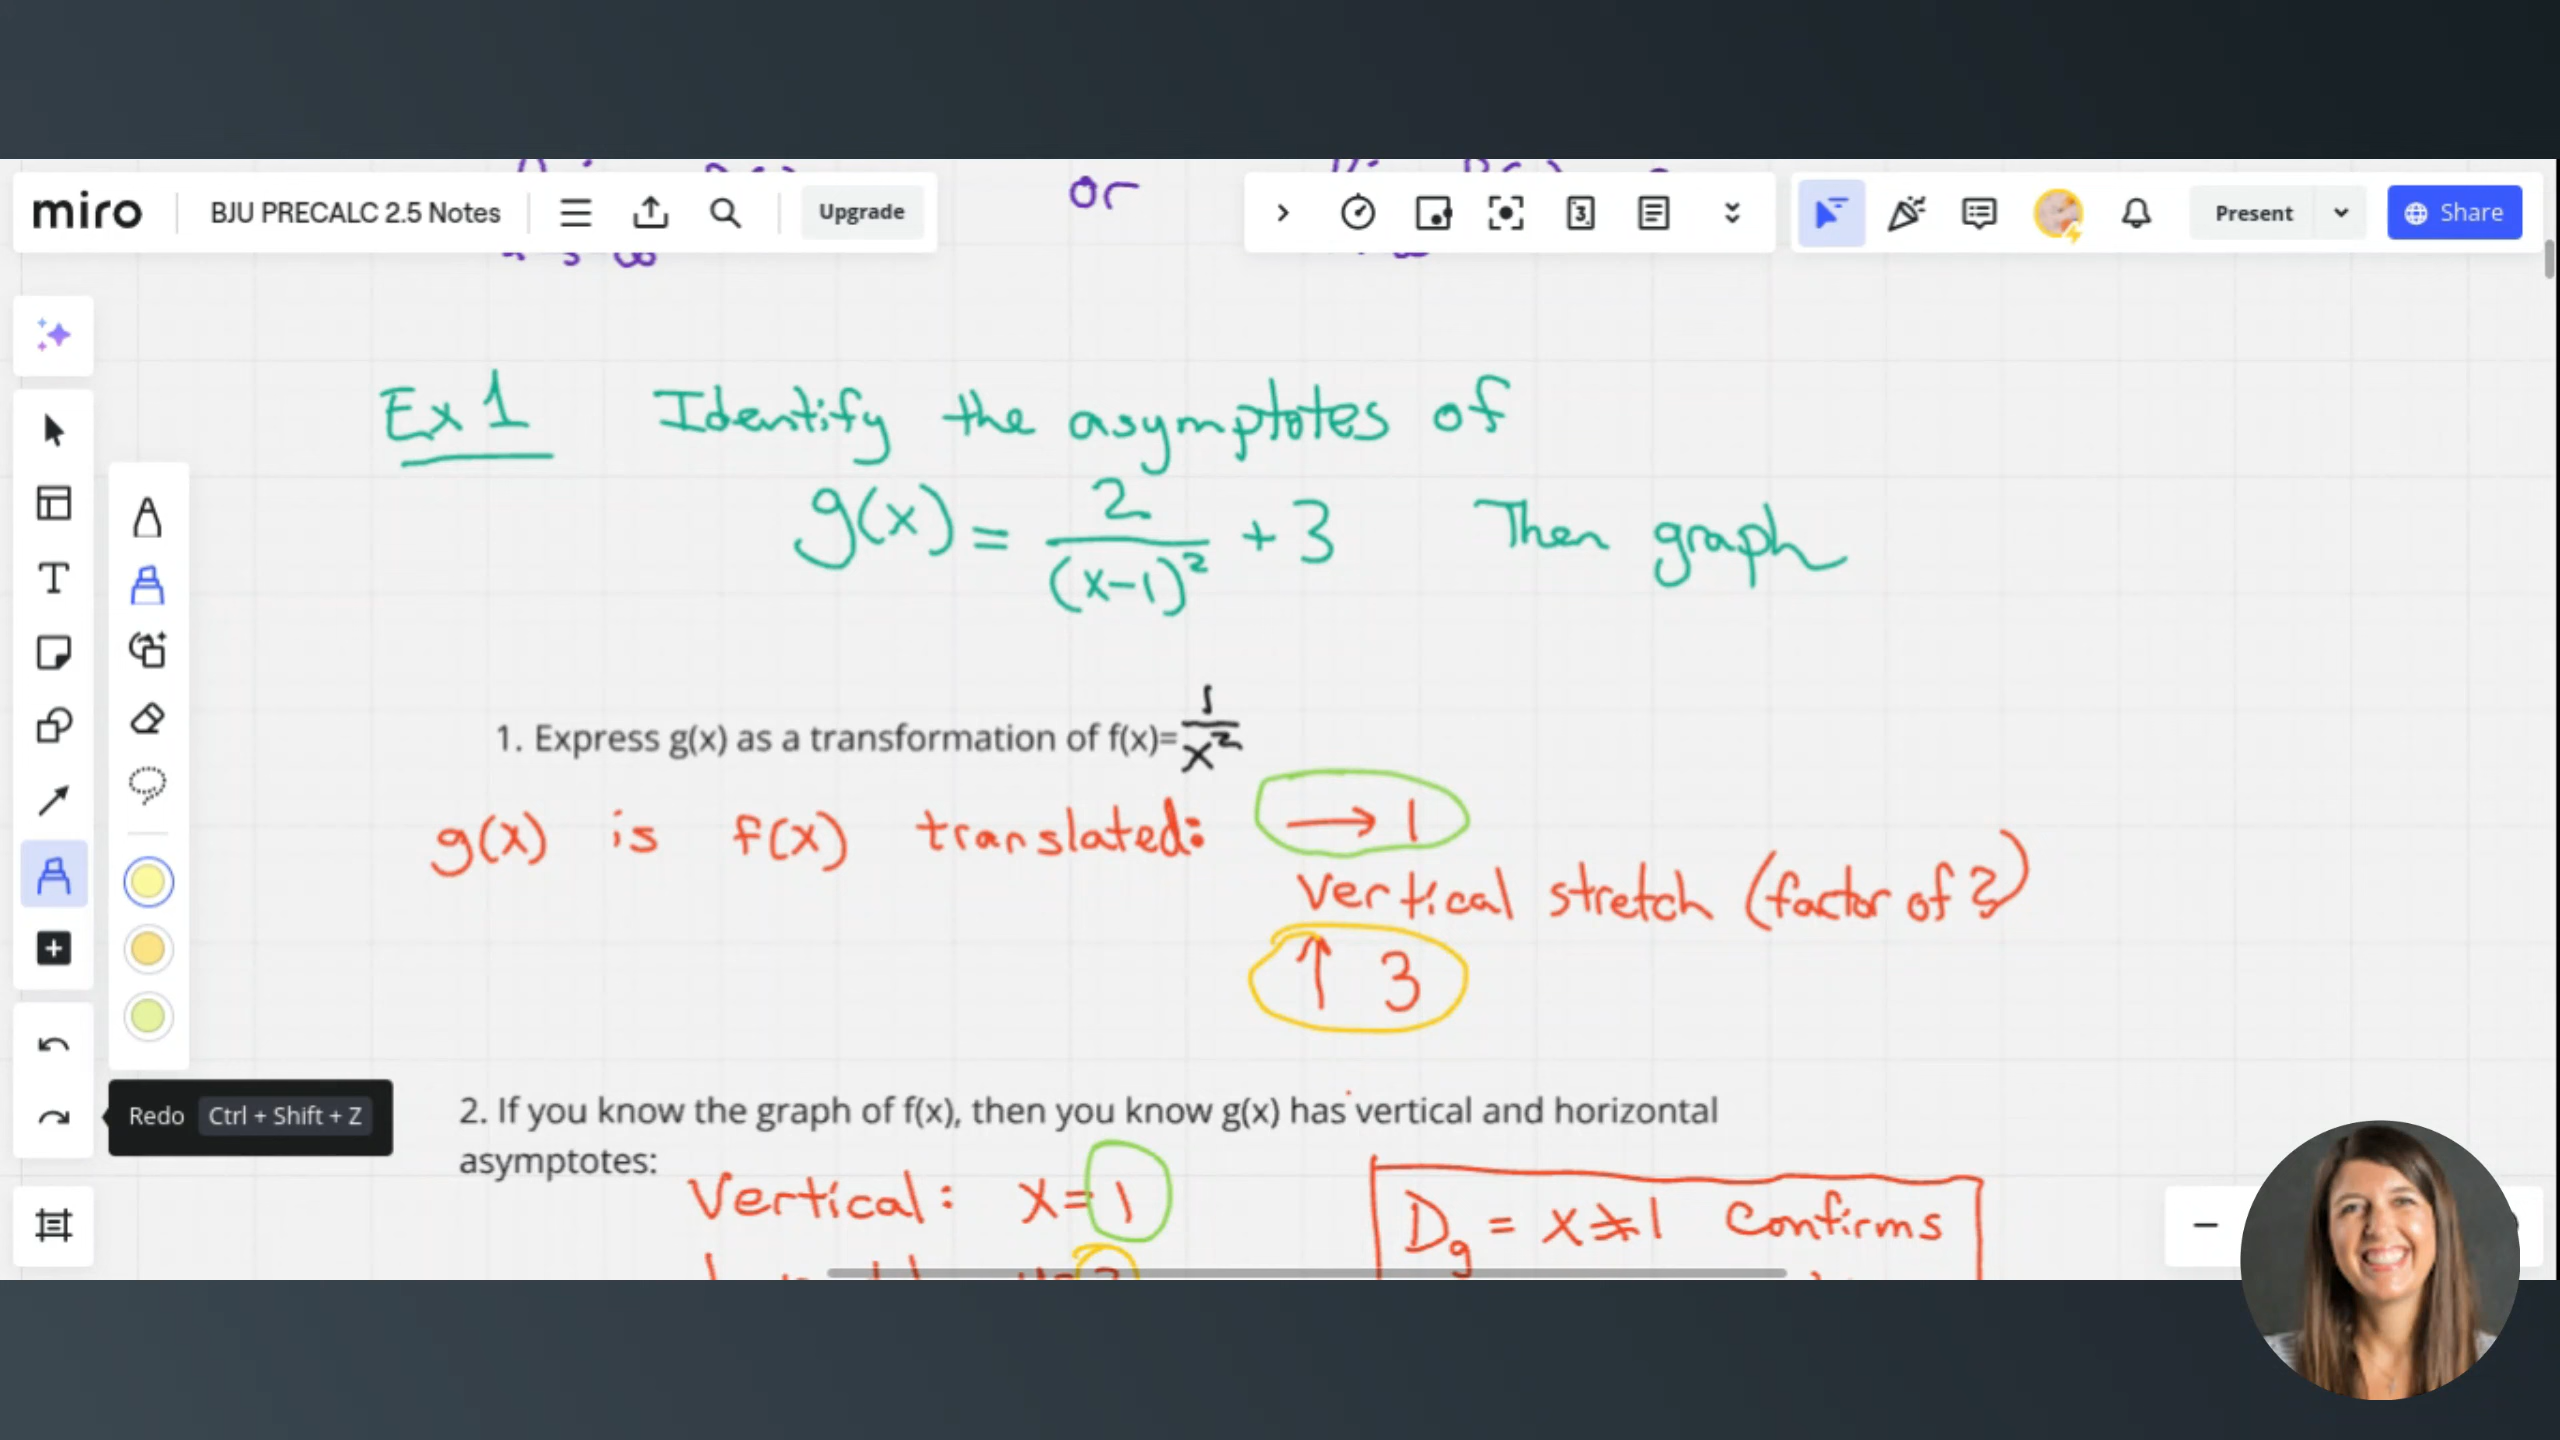 or
miro BJU PRECALC 2.5 Notes Upgrade 3 Present Share
Ex 1 Identify the asymptotes of
g(x) = 2/(x-1)² + 3 Then graph
1. Express g(x) as a transformation of f(x)= 1/x²
g(x) is f(x) translated: → 1
Vertical stretch (factor of 2)
↑ 3
Redo Ctrl + Shift + Z
2. If you know the graph of f(x), then you know g(x) has vertical and horizontal
asymptotes:
Vertical: x=1
Dg = x≠1 Confirms